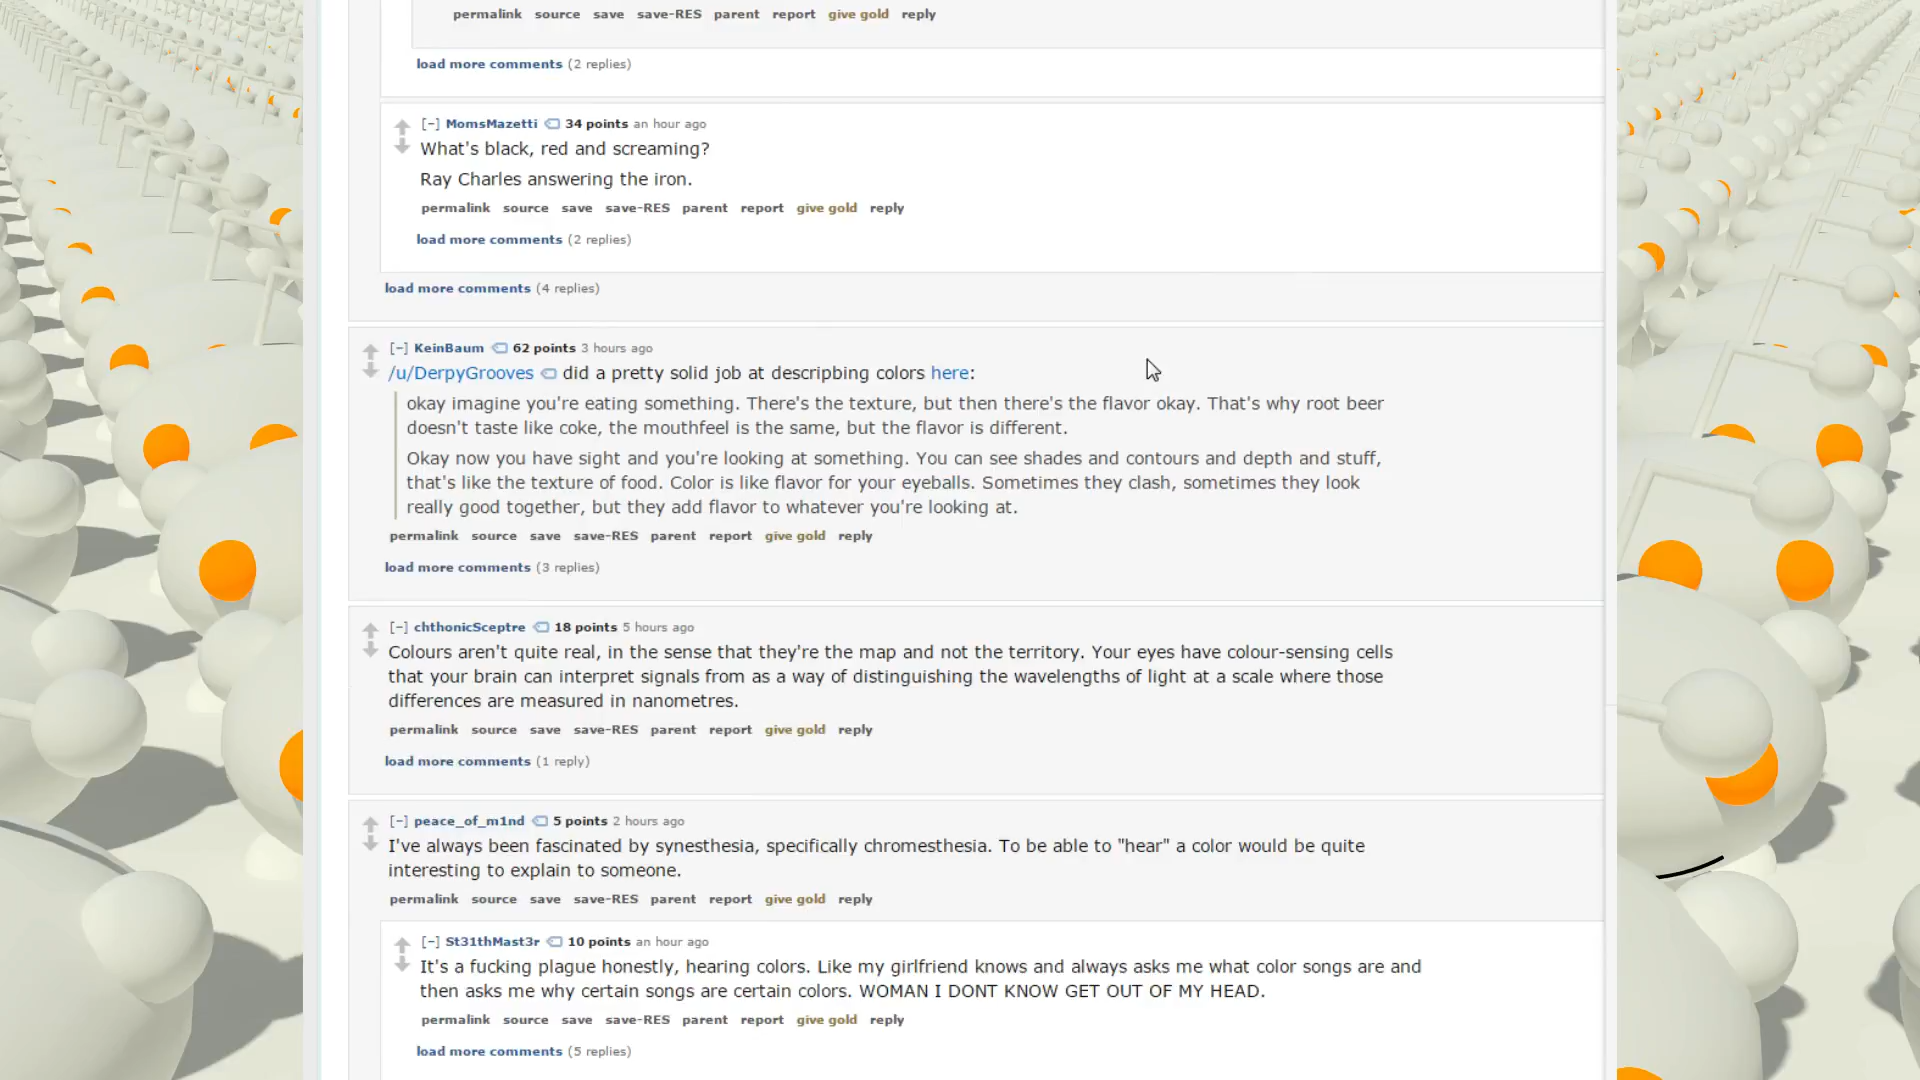 permalink source save save-RES parent report give gold reply
load more comments (2 replies)
[–] MomsMazetti 34 points an hour ago
What's black, red and screaming?
Ray Charles answering the iron.
permalink source save save-RES parent report give gold reply
load more comments (2 replies)
load more comments (4 replies)
[–] KeinBaum 62 points 3 hours ago
/u/DerpyGrooves did a pretty solid job at descripbing colors here:
okay imagine you're eating something. There's the texture, but then there's the flavor okay. That's why root beer
doesn't taste like coke, the mouthfeel is the same, but the flavor is different.
Okay now you have sight and you're looking at something. You can see shades and contours and depth and stuff,
that's like the texture of food. Color is like flavor for your eyeballs. Sometimes they clash, sometimes they look
really good together, but they add flavor to whatever you're looking at.
permalink source save save-RES parent report give gold reply
load more comments (3 replies)
[–] chthonicSceptre 18 points 5 hours ago
Colours aren't quite real, in the sense that they're the map and not the territory. Your eyes have colour-sensing cells
that your brain can interpret signals from as a way of distinguishing the wavelengths of light at a scale where those
differences are measured in nanometres.
permalink source save save-RES parent report give gold reply
load more comments (1 reply)
[–] peace_of_m1nd 5 points 2 hours ago
I've always been fascinated by synesthesia, specifically chromesthesia. To be able to "hear" a color would be quite
interesting to explain to someone.
permalink source save save-RES parent report give gold reply
[–] St31thMast3r 10 points an hour ago
It's a fucking plague honestly, hearing colors. Like my girlfriend knows and always asks me what color songs are and
then asks me why certain songs are certain colors. WOMAN I DONT KNOW GET OUT OF MY HEAD.
permalink source save save-RES parent report give gold reply
load more comments (5 replies)